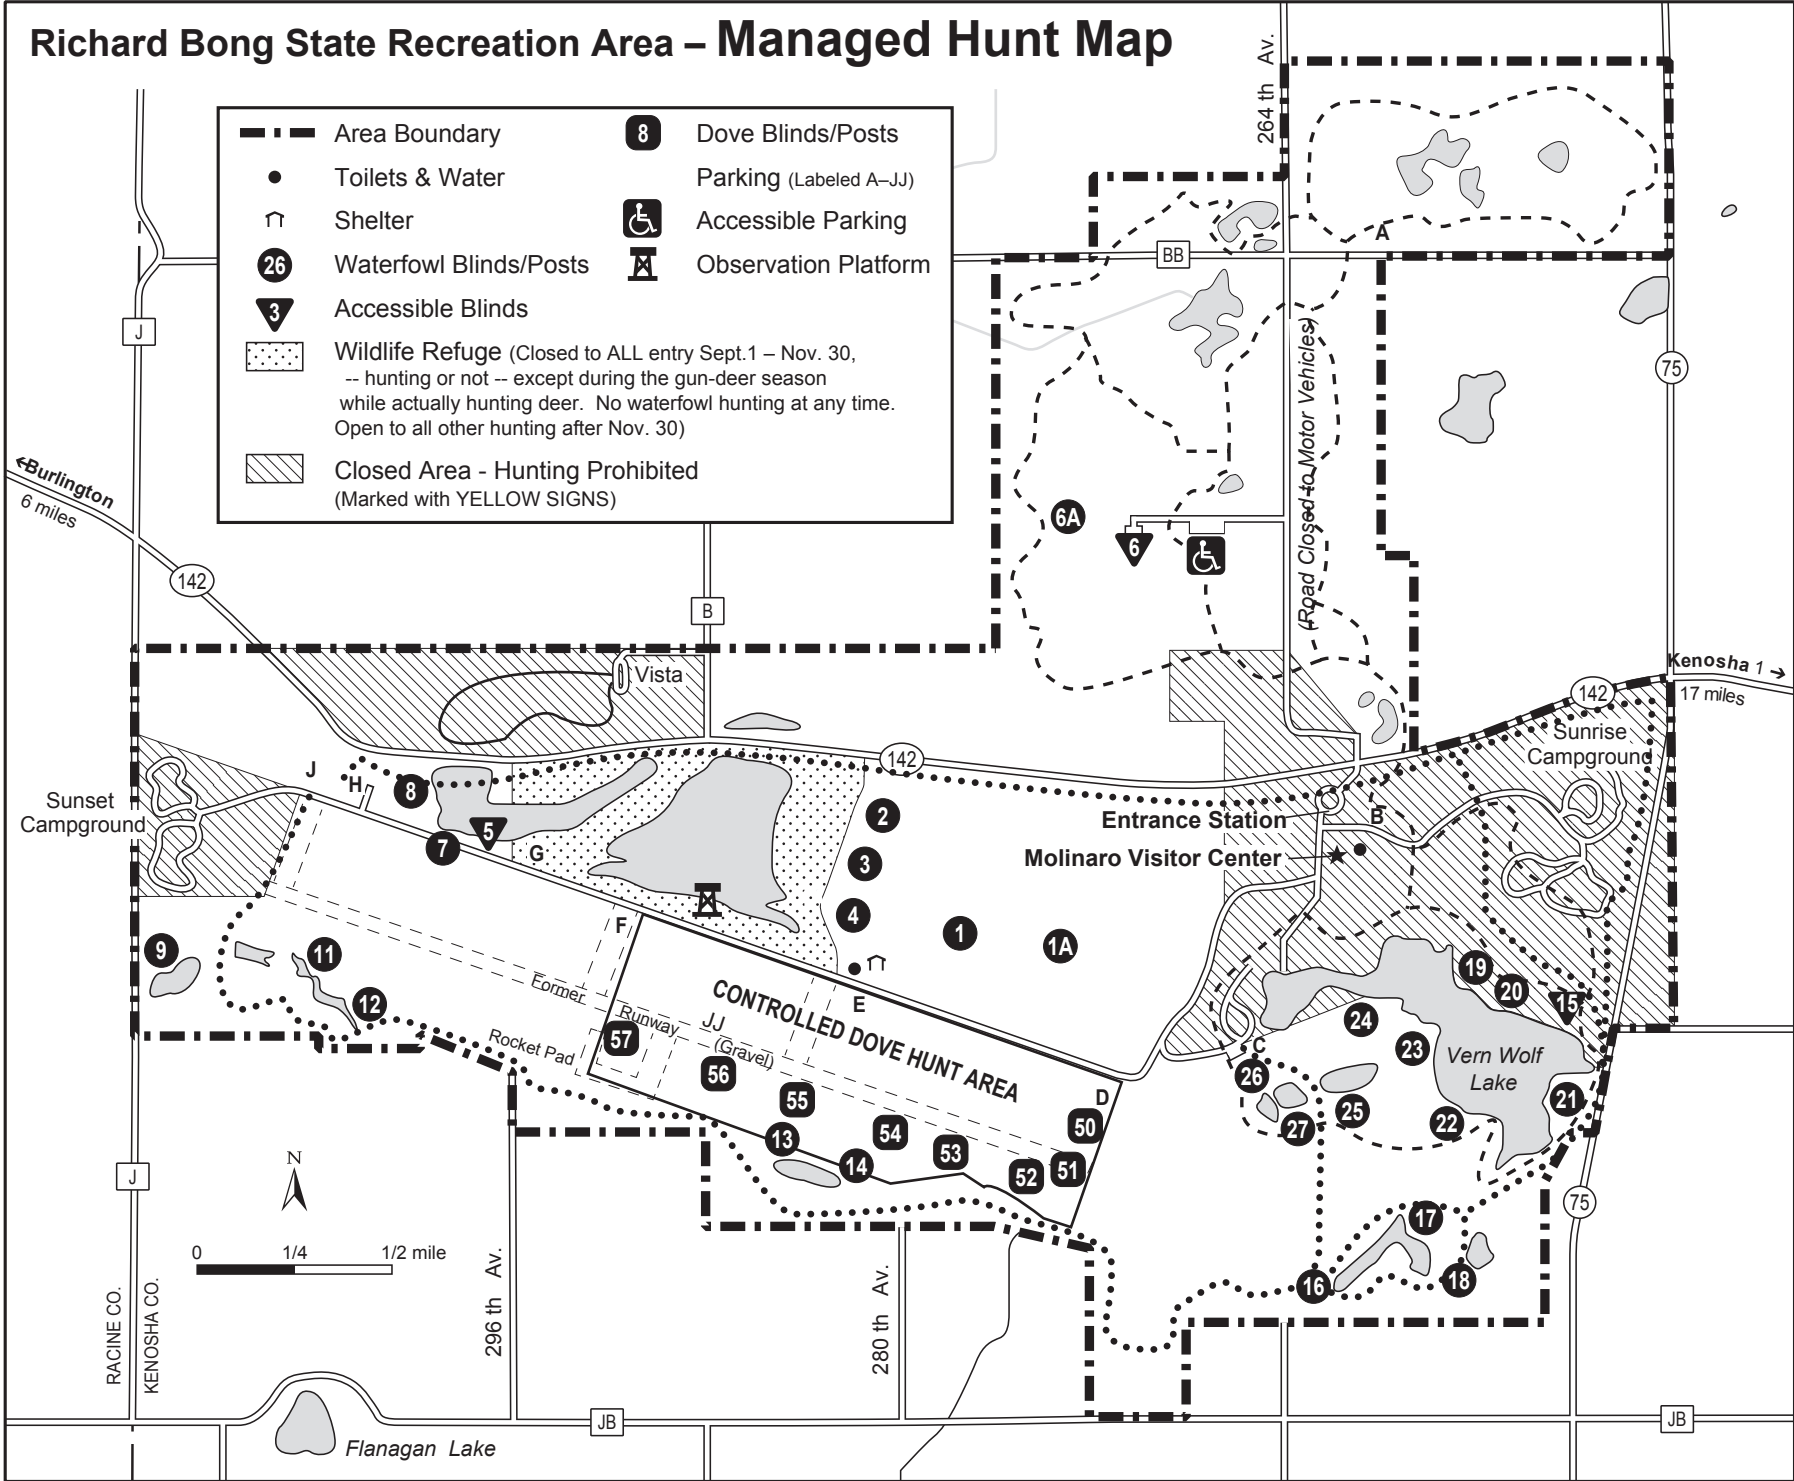 Richard Bong State Recreation Area – Managed Hunt Map
Area Boundary
Toilets & Water
Shelter
26 Waterfowl Blinds/Posts
3 Accessible Blinds
8 Dove Blinds/Posts
Parking (Labeled A–JJ)
Accessible Parking
Observation Platform
Wildlife Refuge (Closed to ALL entry Sept.1 – Nov. 30,
-- hunting or not -- except during the gun-deer season
while actually hunting deer. No waterfowl hunting at any time.
Open to all other hunting after Nov. 30)
Closed Area - Hunting Prohibited
(Marked with YELLOW SIGNS)
264 th Av.
A
BB
J
75
(Road Closed to Motor Vehicles)
←Burlington
6 miles
142
6A
6
B
Kenosha 1 →
17 miles
142
Vista
Sunrise
Campground
142
J
H
8
Sunset
Campground
7
5
G
2
3
4
1
1A
Entrance Station
B
Molinaro Visitor Center
F
E
9
11
12
Former
Runway
JJ
(Gravel)
Rocket Pad
CONTROLLED DOVE HUNT AREA
57
56
55
54
53
52
51
50
D
13
14
19
20
15
24
23
Vern Wolf
Lake
C
26
25
27
22
21
17
16
18
75
J
N
0 1/4 1/2 mile
RACINE CO.
KENOSHA CO.
296 th Av.
280 th Av.
JB
JB
Flanagan Lake